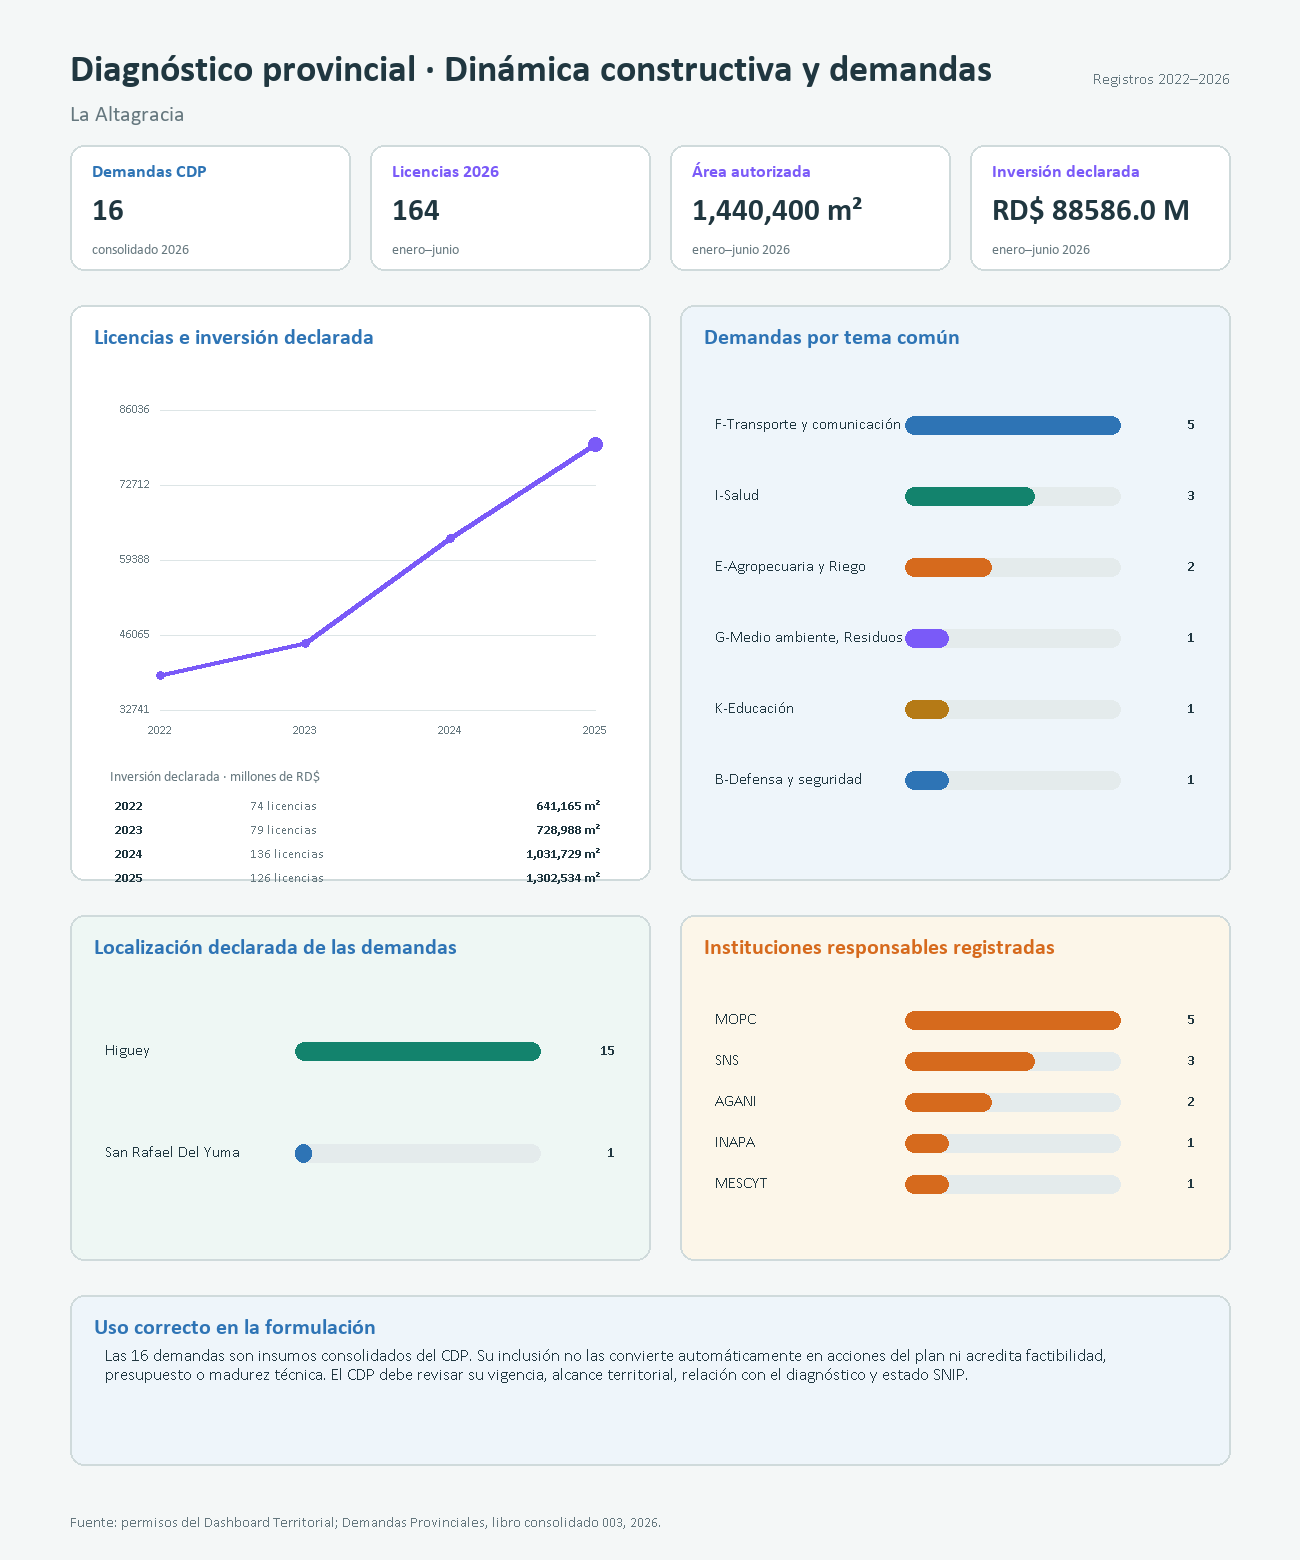 Diagnóstico provincial · Dinámica constructiva y demandas
Registros 2022–2026
La Altagracia
Demandas CDP
16
consolidado 2026
Licencias 2026
164
enero–junio
Área autorizada
1,440,400 m²
enero–junio 2026
Inversión declarada
RD$ 88586.0 M
enero–junio 2026
Licencias e inversión declarada
86036
72712
59388
46065
32741
2022 2023 2024 2025
Inversión declarada · millones de RD$
2022 74 licencias 641,165 m²
2023 79 licencias 728,988 m²
2024 136 licencias 1,031,729 m²
2025 126 licencias 1,302,534 m²
Demandas por tema común
F-Transporte y comunicación 5
I-Salud 3
E-Agropecuaria y Riego 2
G-Medio ambiente, Residuos 1
K-Educación 1
B-Defensa y seguridad 1
Localización declarada de las demandas
Higuey 15
San Rafael Del Yuma 1
Instituciones responsables registradas
MOPC 5
SNS 3
AGANI 2
INAPA 1
MESCYT 1
Uso correcto en la formulación
Las 16 demandas son insumos consolidados del CDP. Su inclusión no las convierte automáticamente en acciones del plan ni acredita factibilidad,
presupuesto o madurez técnica. El CDP debe revisar su vigencia, alcance territorial, relación con el diagnóstico y estado SNIP.
Fuente: permisos del Dashboard Territorial; Demandas Provinciales, libro consolidado 003, 2026.